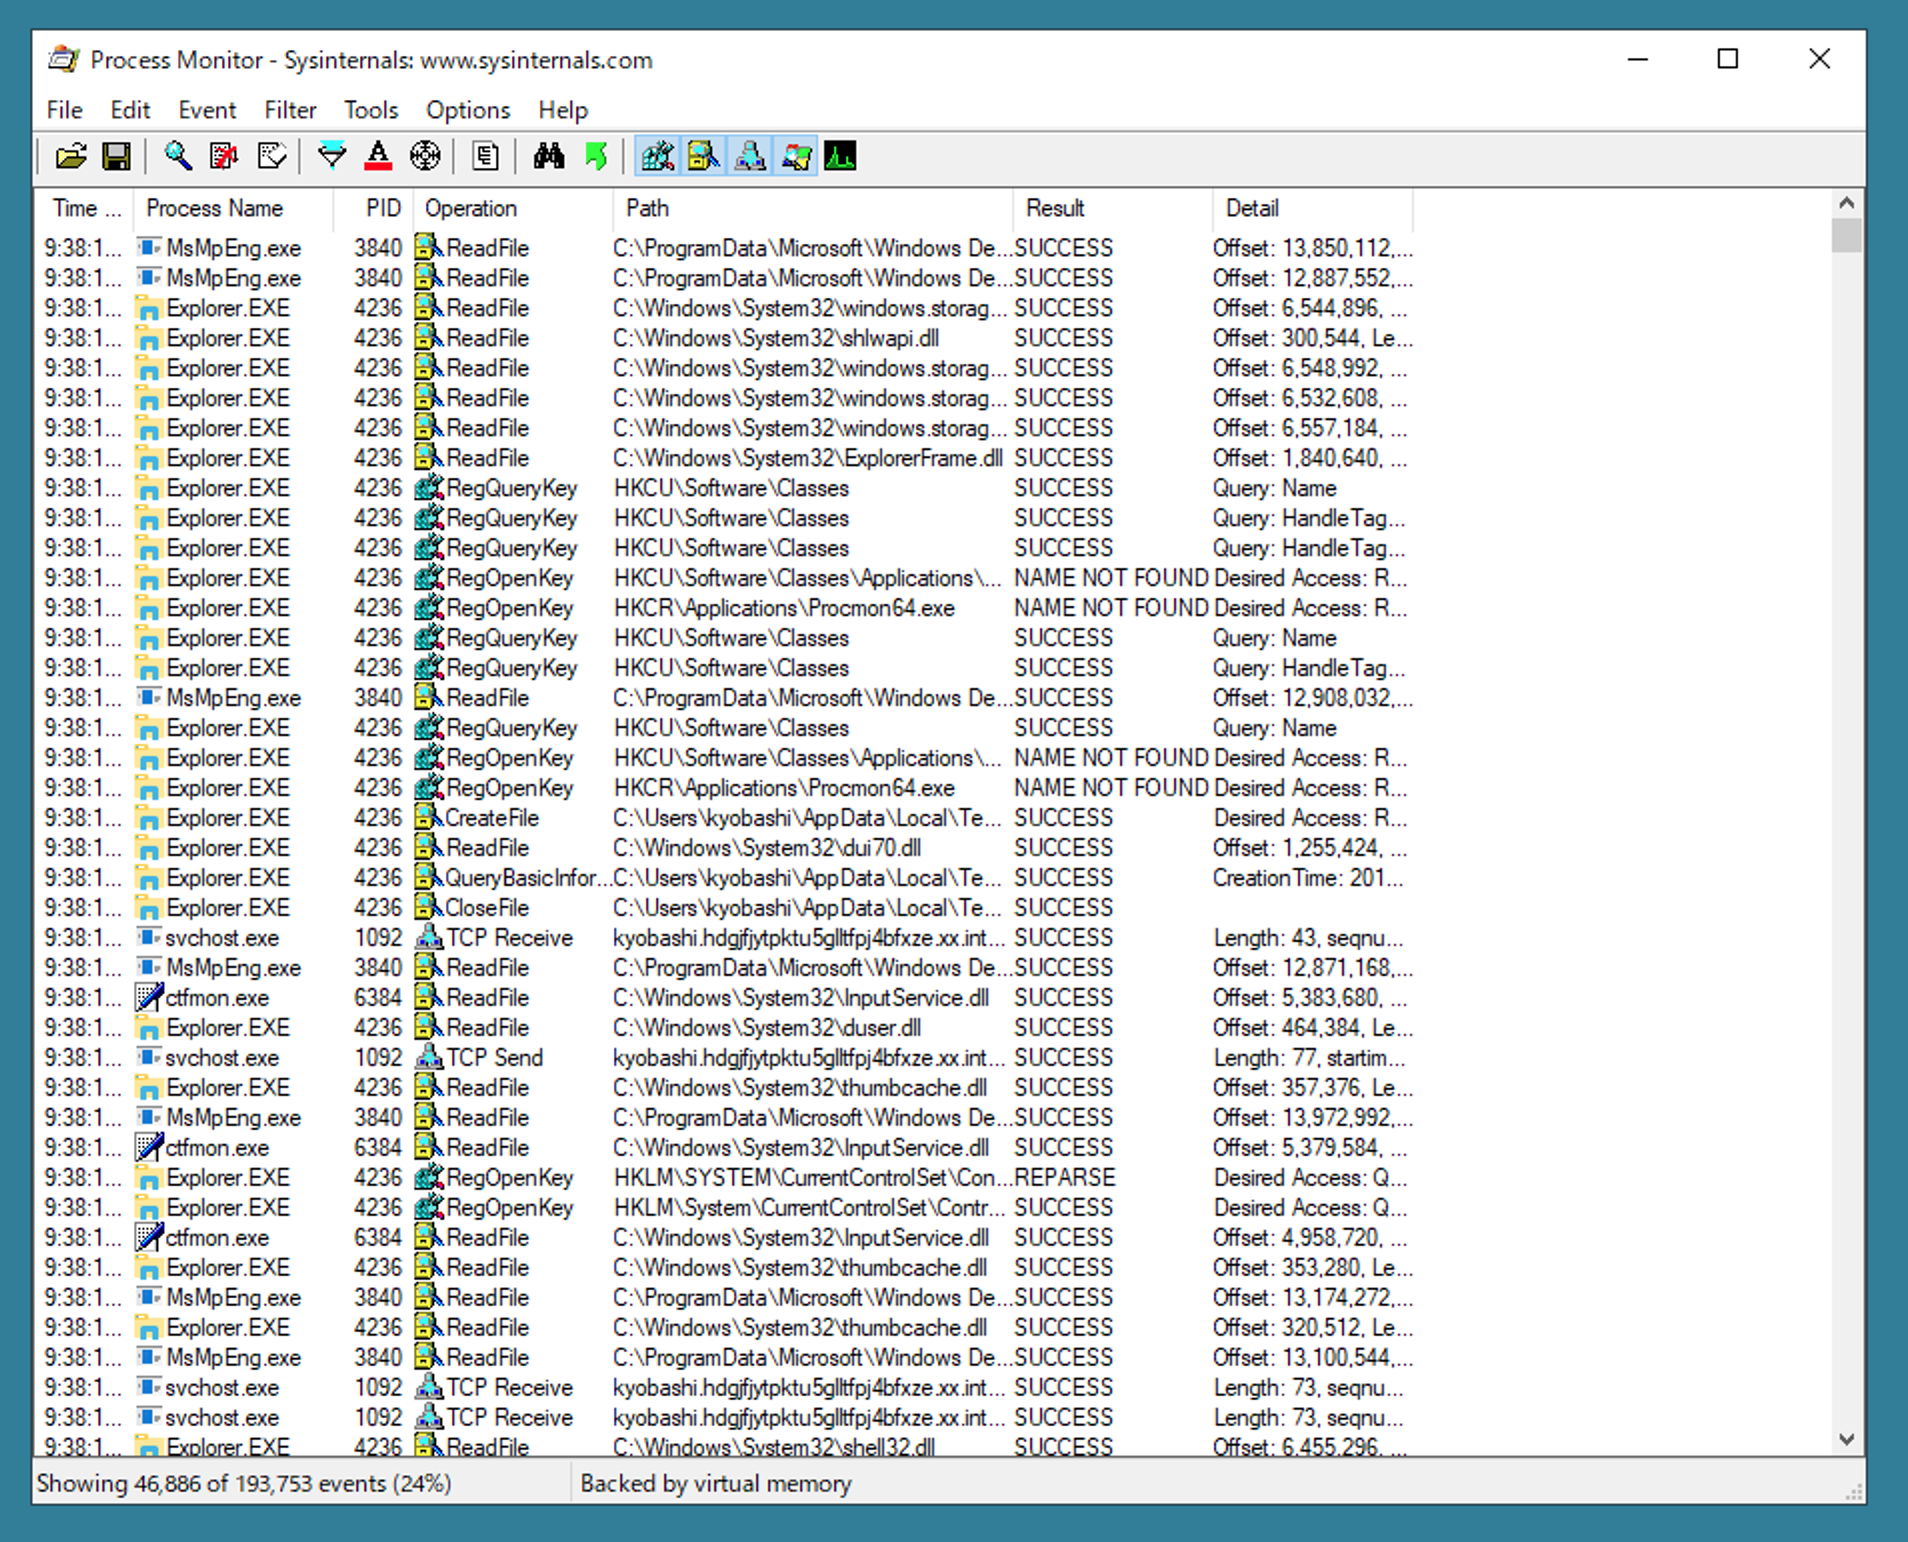 Process Monitor - Sysinternals: www.sysinternals.com
File Edit Event Filter Tools Options Help
Time ... Process Name PID Operation Path Result Detail
9:38:1... MsMpEng.exe 3840 ReadFile C:\ProgramData\Microsoft\Windows De... SUCCESS Offset: 13,850,112,...
9:38:1... MsMpEng.exe 3840 ReadFile C:\ProgramData\Microsoft\Windows De... SUCCESS Offset: 12,887,552,...
9:38:1... Explorer.EXE 4236 ReadFile C:\Windows\System32\windows.storag... SUCCESS Offset: 6,544,896, ...
9:38:1... Explorer.EXE 4236 ReadFile C:\Windows\System32\shlwapi.dll SUCCESS Offset: 300,544, Le...
9:38:1... Explorer.EXE 4236 ReadFile C:\Windows\System32\windows.storag... SUCCESS Offset: 6,548,992, ...
9:38:1... Explorer.EXE 4236 ReadFile C:\Windows\System32\windows.storag... SUCCESS Offset: 6,532,608, ...
9:38:1... Explorer.EXE 4236 ReadFile C:\Windows\System32\windows.storag... SUCCESS Offset: 6,557,184, ...
9:38:1... Explorer.EXE 4236 ReadFile C:\Windows\System32\ExplorerFrame.dll SUCCESS Offset: 1,840,640, ...
9:38:1... Explorer.EXE 4236 RegQueryKey HKCU\Software\Classes SUCCESS Query: Name
9:38:1... Explorer.EXE 4236 RegQueryKey HKCU\Software\Classes SUCCESS Query: HandleTag...
9:38:1... Explorer.EXE 4236 RegQueryKey HKCU\Software\Classes SUCCESS Query: HandleTag...
9:38:1... Explorer.EXE 4236 RegOpenKey HKCU\Software\Classes\Applications\... NAME NOT FOUND Desired Access: R...
9:38:1... Explorer.EXE 4236 RegOpenKey HKCR\Applications\Procmon64.exe NAME NOT FOUND Desired Access: R...
9:38:1... Explorer.EXE 4236 RegQueryKey HKCU\Software\Classes SUCCESS Query: Name
9:38:1... Explorer.EXE 4236 RegQueryKey HKCU\Software\Classes SUCCESS Query: HandleTag...
9:38:1... MsMpEng.exe 3840 ReadFile C:\ProgramData\Microsoft\Windows De... SUCCESS Offset: 12,908,032,...
9:38:1... Explorer.EXE 4236 RegQueryKey HKCU\Software\Classes SUCCESS Query: Name
9:38:1... Explorer.EXE 4236 RegOpenKey HKCU\Software\Classes\Applications\... NAME NOT FOUND Desired Access: R...
9:38:1... Explorer.EXE 4236 RegOpenKey HKCR\Applications\Procmon64.exe NAME NOT FOUND Desired Access: R...
9:38:1... Explorer.EXE 4236 CreateFile C:\Users\kyobashi\AppData\Local\Te... SUCCESS Desired Access: R...
9:38:1... Explorer.EXE 4236 ReadFile C:\Windows\System32\dui70.dll SUCCESS Offset: 1,255,424, ...
9:38:1... Explorer.EXE 4236 QueryBasicInfor... C:\Users\kyobashi\AppData\Local\Te... SUCCESS CreationTime: 201...
9:38:1... Explorer.EXE 4236 CloseFile C:\Users\kyobashi\AppData\Local\Te... SUCCESS
9:38:1... svchost.exe 1092 TCP Receive kyobashi.hdgjfjytpktu5glltfpj4bfxze.xx.int... SUCCESS Length: 43, seqnu...
9:38:1... MsMpEng.exe 3840 ReadFile C:\ProgramData\Microsoft\Windows De... SUCCESS Offset: 12,871,168,...
9:38:1... ctfmon.exe 6384 ReadFile C:\Windows\System32\InputService.dll SUCCESS Offset: 5,383,680, ...
9:38:1... Explorer.EXE 4236 ReadFile C:\Windows\System32\duser.dll SUCCESS Offset: 464,384, Le...
9:38:1... svchost.exe 1092 TCP Send kyobashi.hdgjfjytpktu5glltfpj4bfxze.xx.int... SUCCESS Length: 77, startim...
9:38:1... Explorer.EXE 4236 ReadFile C:\Windows\System32\thumbcache.dll SUCCESS Offset: 357,376, Le...
9:38:1... MsMpEng.exe 3840 ReadFile C:\ProgramData\Microsoft\Windows De... SUCCESS Offset: 13,972,992,...
9:38:1... ctfmon.exe 6384 ReadFile C:\Windows\System32\InputService.dll SUCCESS Offset: 5,379,584, ...
9:38:1... Explorer.EXE 4236 RegOpenKey HKLM\SYSTEM\CurrentControlSet\Con... REPARSE Desired Access: Q...
9:38:1... Explorer.EXE 4236 RegOpenKey HKLM\System\CurrentControlSet\Contr... SUCCESS Desired Access: Q...
9:38:1... ctfmon.exe 6384 ReadFile C:\Windows\System32\InputService.dll SUCCESS Offset: 4,958,720, ...
9:38:1... Explorer.EXE 4236 ReadFile C:\Windows\System32\thumbcache.dll SUCCESS Offset: 353,280, Le...
9:38:1... MsMpEng.exe 3840 ReadFile C:\ProgramData\Microsoft\Windows De... SUCCESS Offset: 13,174,272,...
9:38:1... Explorer.EXE 4236 ReadFile C:\Windows\System32\thumbcache.dll SUCCESS Offset: 320,512, Le...
9:38:1... MsMpEng.exe 3840 ReadFile C:\ProgramData\Microsoft\Windows De... SUCCESS Offset: 13,100,544,...
9:38:1... svchost.exe 1092 TCP Receive kyobashi.hdgjfjytpktu5glltfpj4bfxze.xx.int... SUCCESS Length: 73, seqnu...
9:38:1... svchost.exe 1092 TCP Receive kyobashi.hdgjfjytpktu5glltfpj4bfxze.xx.int... SUCCESS Length: 73, seqnu...
9:38:1... Explorer.EXE 4236 ReadFile C:\Windows\System32\shell32.dll SUCCESS Offset: 6,455,296, ...
Showing 46,886 of 193,753 events (24%) Backed by virtual memory